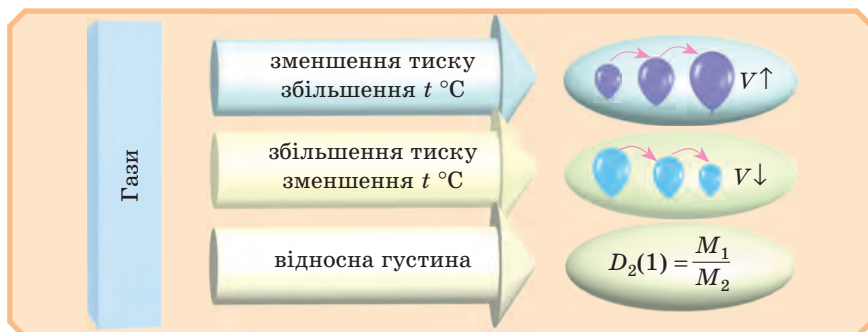 Гази
зменшення тиску
збільшення t °C
V↑
збільшення тиску
зменшення t °C
V↓
відносна густина
D₂(1) = M₁/M₂